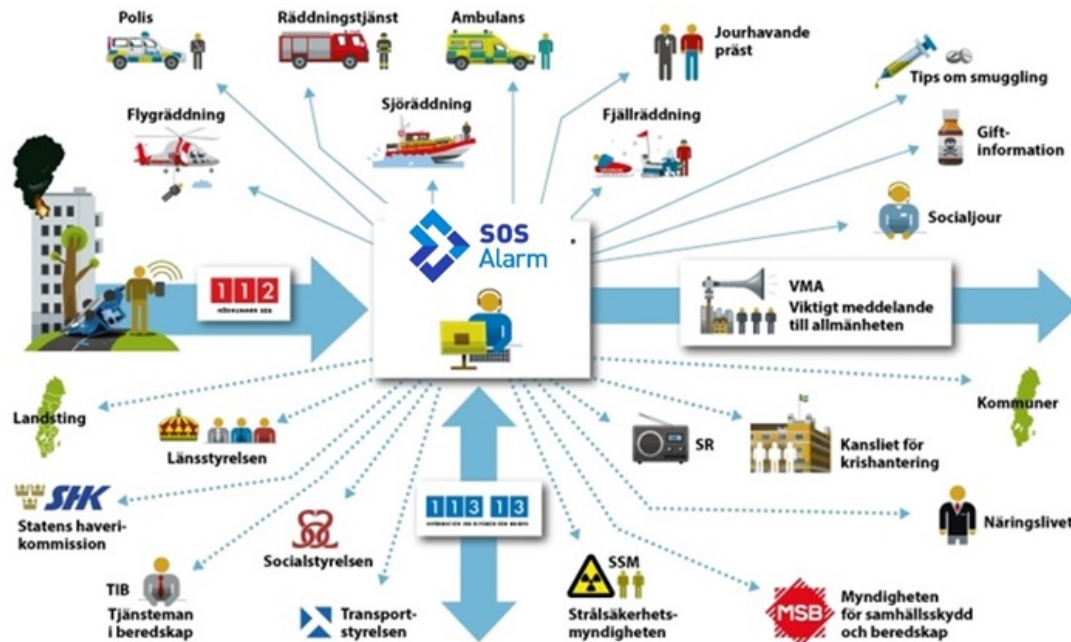 Polis
Räddningstjänst
Ambulans
Jourhavande
präst
Tips om smuggling
Flygräddning
Sjöräddning
Fjällräddning
Gift-
information
Socialjour
SOS
Alarm
112
NÖDNUMMER SOS
VMA
Viktigt meddelande
till allmänheten
Landsting
Länsstyrelsen
SR
Kansliet för
krishantering
Kommuner
SHK
Statens haveri-
kommission
113 13
Socialstyrelsen
Näringslivet
TIB
Tjänsteman
i beredskap
Transport-
styrelsen
SSM
Strålsäkerhets-
myndigheten
MSB
Myndigheten
för samhällsskydd
och beredskap